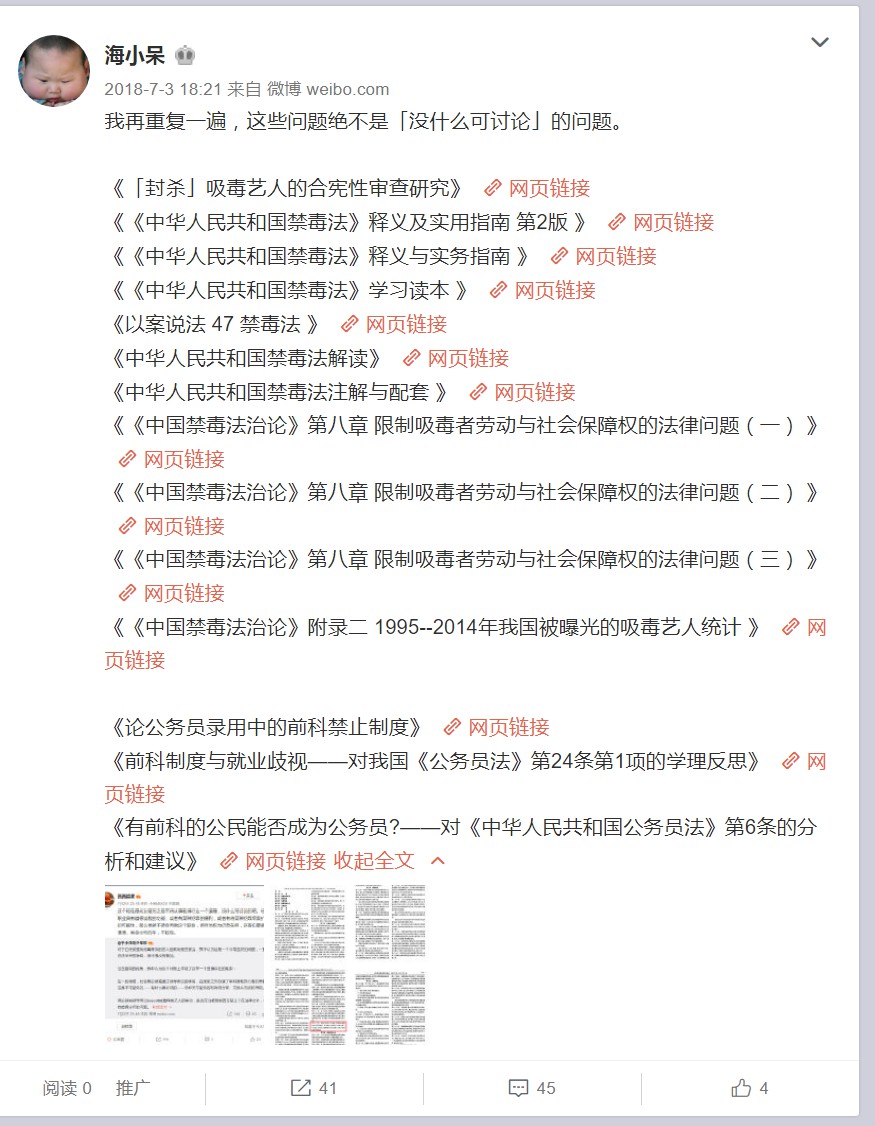 海小呆
2018-7-3 18:21 来自 微博 weibo.com
我再重复一遍，这些问题绝不是「没什么可讨论」的问题。
《「封杀」吸毒艺人的合宪性审查研究》 网页链接
《《中华人民共和国禁毒法》释义及实用指南 第2版 》 网页链接
《《中华人民共和国禁毒法》释义与实务指南 》 网页链接
《《中华人民共和国禁毒法》学习读本 》 网页链接
《以案说法 47 禁毒法 》 网页链接
《中华人民共和国禁毒法解读》 网页链接
《中华人民共和国禁毒法注解与配套 》 网页链接
《《中国禁毒法治论》第八章 限制吸毒者劳动与社会保障权的法律问题（一）》
网页链接
《《中国禁毒法治论》第八章 限制吸毒者劳动与社会保障权的法律问题（二）》
网页链接
《《中国禁毒法治论》第八章 限制吸毒者劳动与社会保障权的法律问题（三）》
网页链接
《《中国禁毒法治论》附录二 1995--2014年我国被曝光的吸毒艺人统计 》 网
页链接
《论公务员录用中的前科禁止制度》 网页链接
《前科制度与就业歧视——对我国《公务员法》第24条第1项的学理反思》 网
页链接
《有前科的公民能否成为公务员?——对《中华人民共和国公务员法》第6条的分
析和建议》 网页链接 收起全文
阅读 0 推广 41 45 4